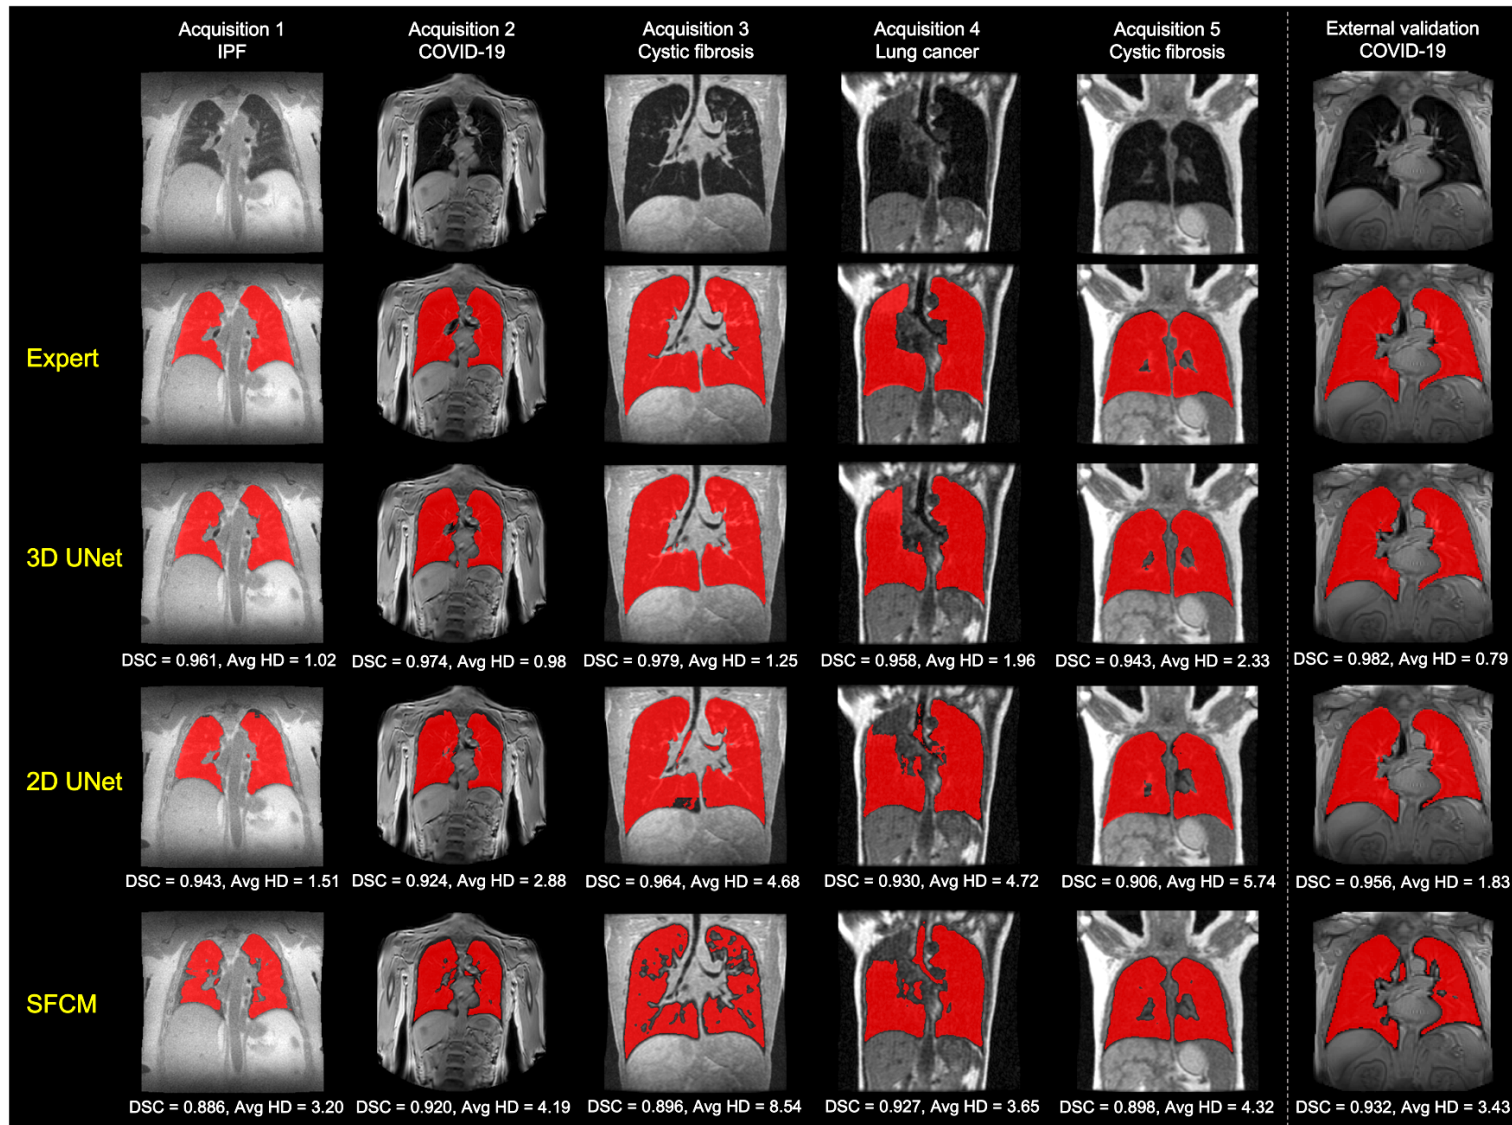 Acquisition 1
IPF
Acquisition 2
COVID-19
Acquisition 3
Cystic fibrosis
Acquisition 4
Lung cancer
Acquisition 5
Cystic fibrosis
External validation
COVID-19
Expert
3D UNet
DSC = 0.961, Avg HD = 1.02
DSC = 0.974, Avg HD = 0.98
DSC = 0.979, Avg HD = 1.25
DSC = 0.958, Avg HD = 1.96
DSC = 0.943, Avg HD = 2.33
DSC = 0.982, Avg HD = 0.79
2D UNet
DSC = 0.943, Avg HD = 1.51
DSC = 0.924, Avg HD = 2.88
DSC = 0.964, Avg HD = 4.68
DSC = 0.930, Avg HD = 4.72
DSC = 0.906, Avg HD = 5.74
DSC = 0.956, Avg HD = 1.83
SFCM
DSC = 0.886, Avg HD = 3.20
DSC = 0.920, Avg HD = 4.19
DSC = 0.896, Avg HD = 8.54
DSC = 0.927, Avg HD = 3.65
DSC = 0.898, Avg HD = 4.32
DSC = 0.932, Avg HD = 3.43